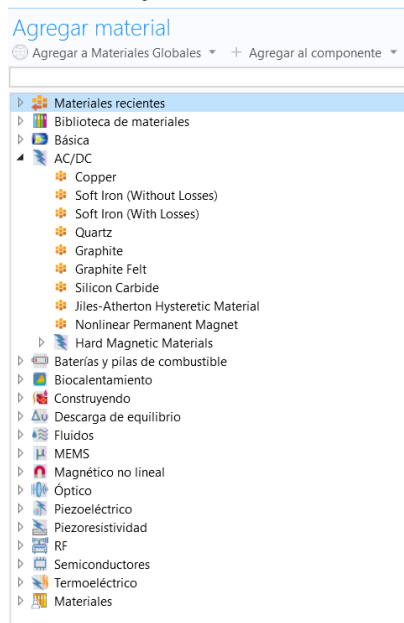 Agregar material
Agregar a Materiales Globales + Agregar al componente
Materiales recientes
Biblioteca de materiales
Básica
AC/DC
Copper
Soft Iron (Without Losses)
Soft Iron (With Losses)
Quartz
Graphite
Graphite Felt
Silicon Carbide
Jiles-Atherton Hysteretic Material
Nonlinear Permanent Magnet
Hard Magnetic Materials
Baterías y pilas de combustible
Biocalentamiento
Construyendo
Descarga de equilibrio
Fluidos
MEMS
Magnético no lineal
Óptico
Piezoeléctrico
Piezoresistividad
RF
Semiconductores
Termoeléctrico
Materiales